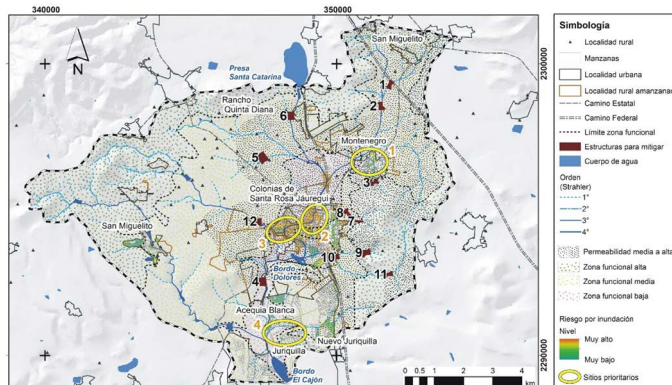 340000
350000
2300000
2290000
N
San Miguelito
Presa
Santa Catarina
Rancho
Quinta Diana
1
2
6
Montenegro
1
5
3
Colonias de
Santa Rosa Jáuregui
8
7
12
2
3
San Miguelito
10
9
Bordo
Dolores
11
4
Acequia Blanca
4
Nuevo Juriquilla
Juriquilla
Bordo
El Cajón
0 0.5 1 2 3 4
km
Simbología
Localidad rural
Manzanas
Localidad urbana
Localidad rural amanzanas
Camino Estatal
Camino Federal
Límite zona funcional
Estructuras para mitigar
Cuerpo de agua
Orden
(Strahler)
1°
2°
3°
4°
Permeabilidad media a alta
Zona funcional alta
Zona funcional media
Zona funcional baja
Riesgo por inundación
Nivel
Muy alto
Muy bajo
Sitios prioritarios